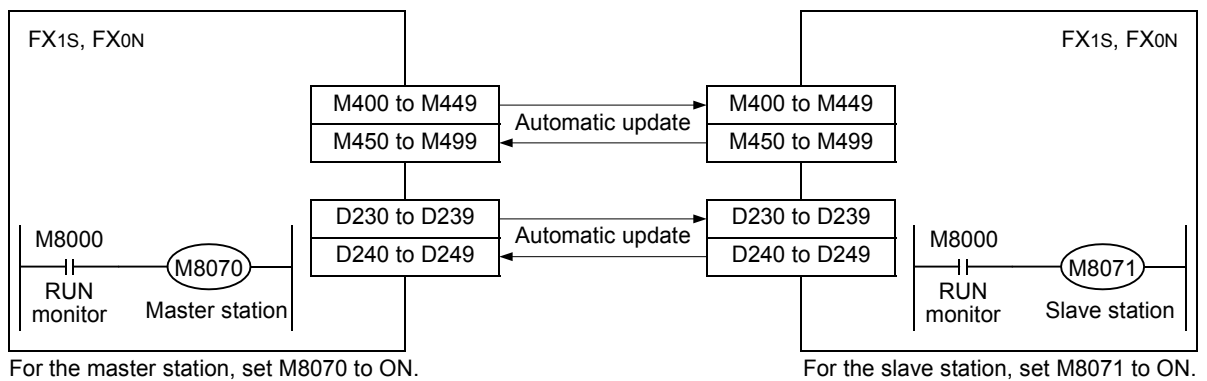 FX1S, FX0N
FX1S, FX0N
M400 to M449
M450 to M499
Automatic update
M400 to M449
M450 to M499
D230 to D239
D240 to D249
Automatic update
D230 to D239
D240 to D249
M8000
M8070
RUN
monitor
Master station
M8000
M8071
RUN
monitor
Slave station
For the master station, set M8070 to ON.
For the slave station, set M8071 to ON.